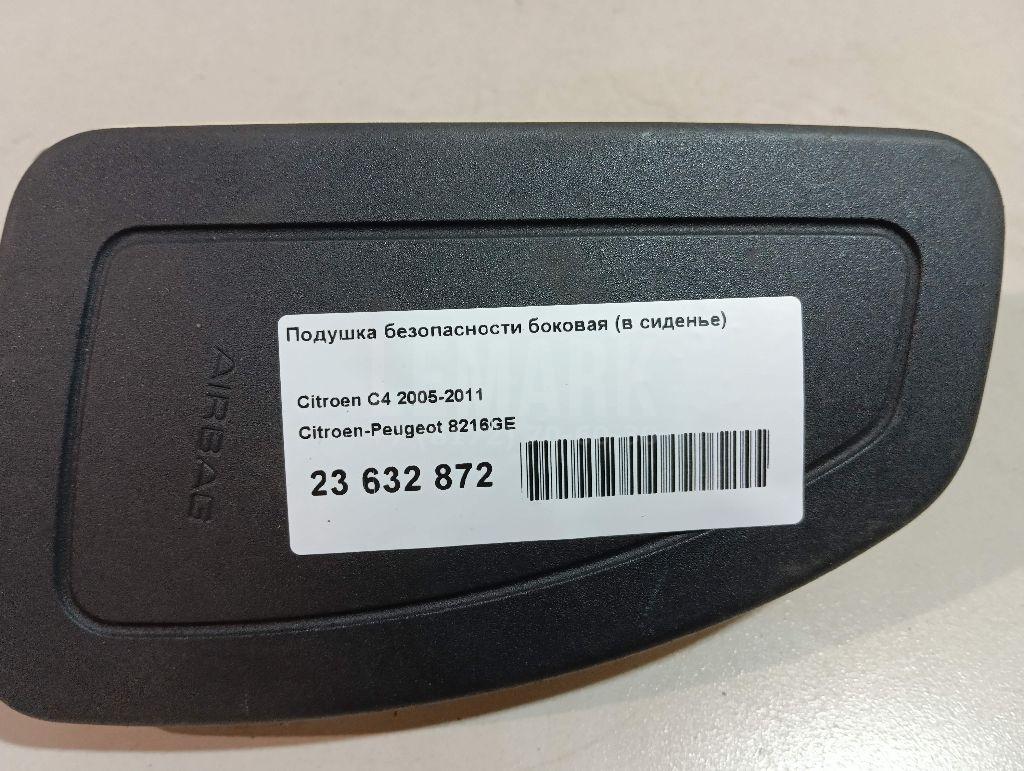 Подушка безопасности боковая (в сиденье)
Citroen C4 2005-2011
Citroen-Peugeot 8216GE
23 632 872
AIRBAG